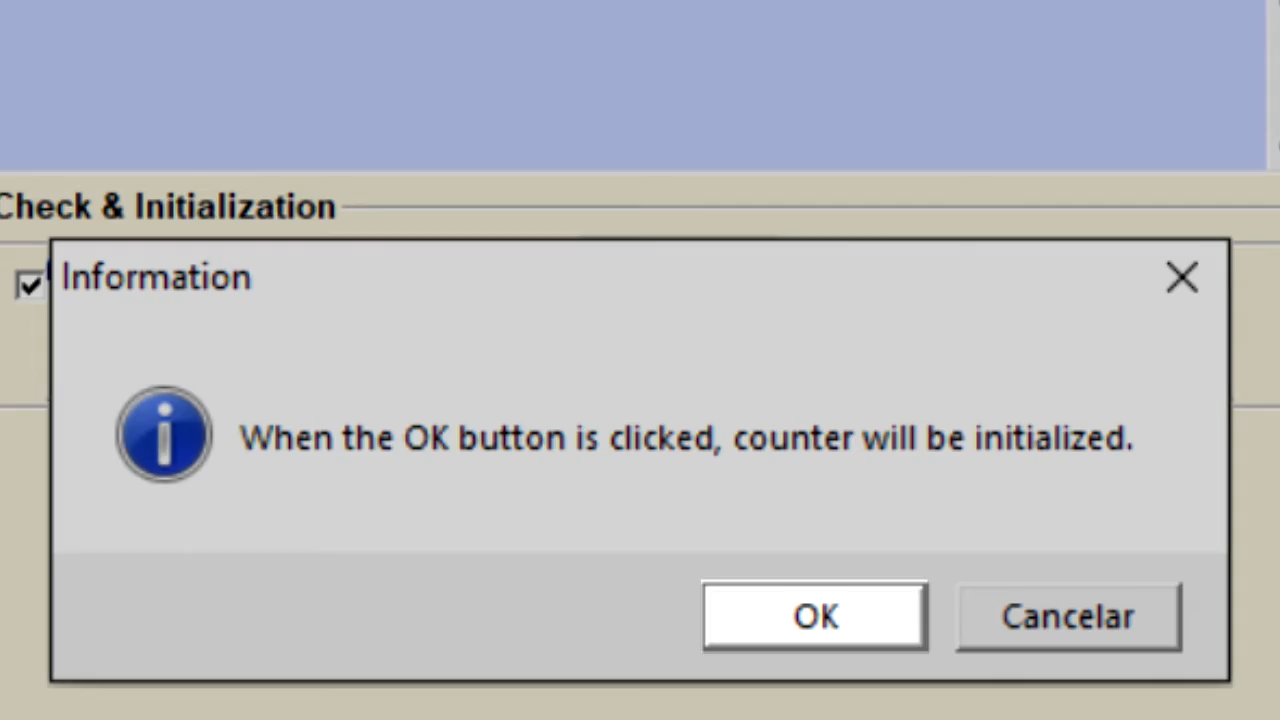 Check & Initialization
Information
When the OK button is clicked, counter will be initialized.
OK
Cancelar